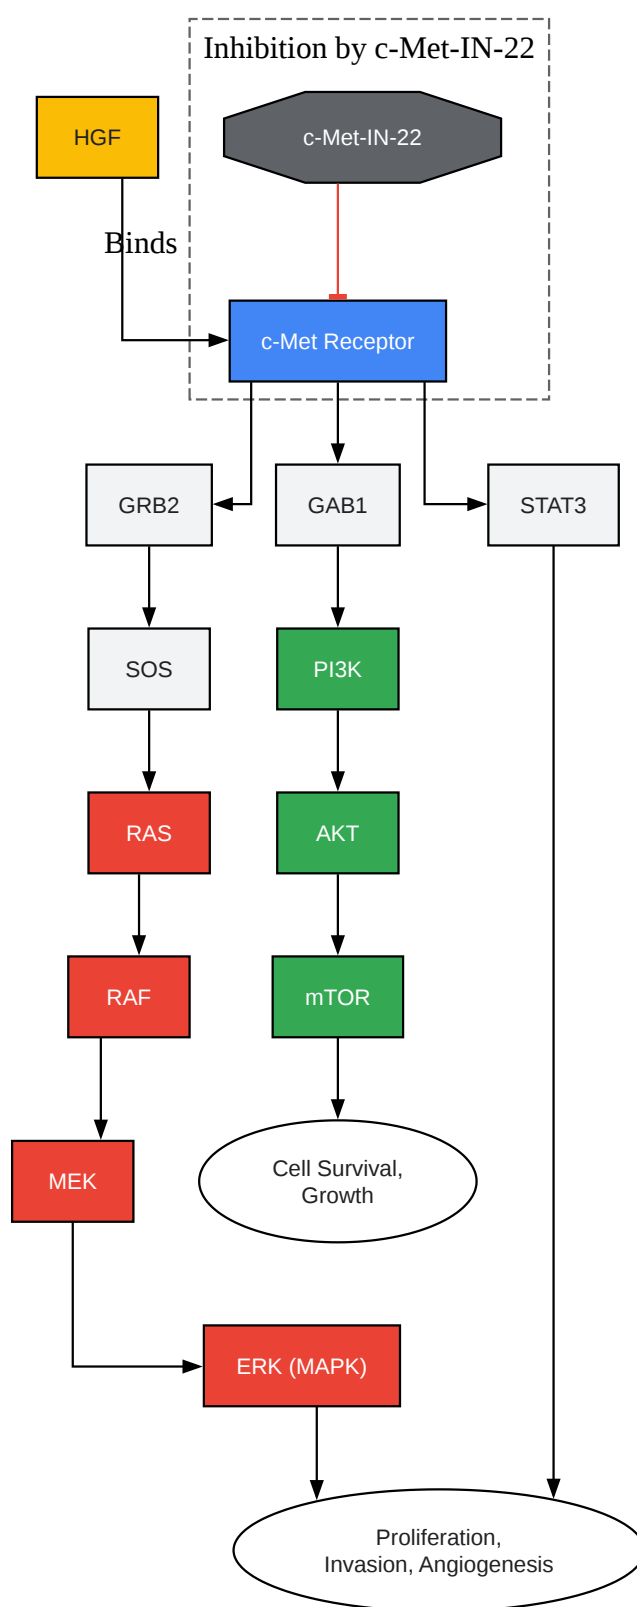 Inhibition by c-Met-IN-22
HGF
c-Met-IN-22
Binds
c-Met Receptor
GRB2
GAB1
STAT3
SOS
PI3K
RAS
AKT
RAF
mTOR
MEK
Cell Survival,
Growth
ERK (MAPK)
Proliferation,
Invasion, Angiogenesis